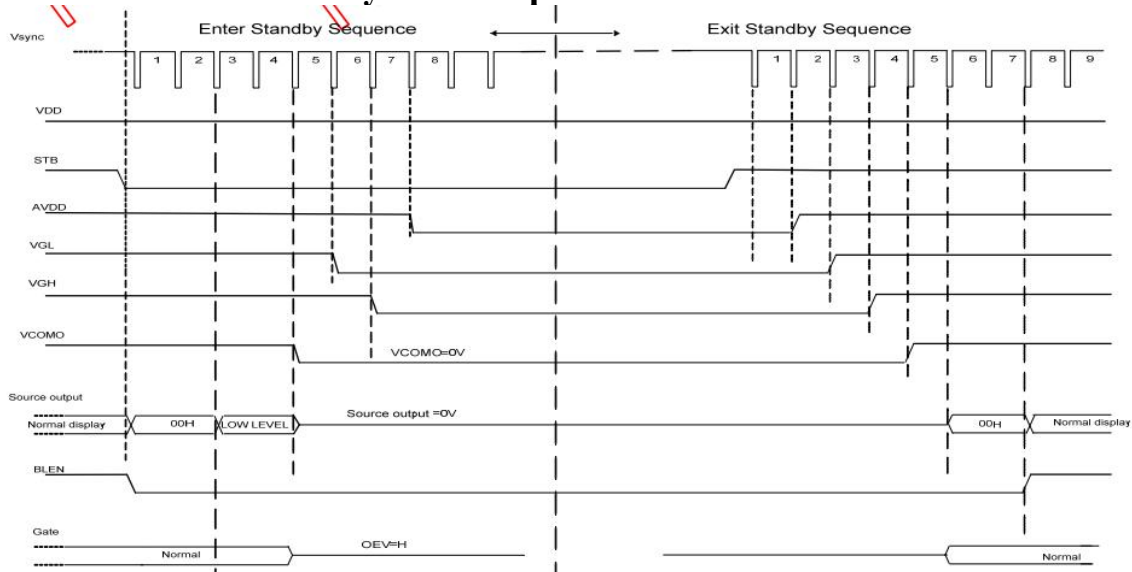 Enter Standby Sequence
Exit Standby Sequence
Vsync
1 2 3 4 5 6 7 8
1 2 3 4 5 6 7 8 9
VDD
STB
AVDD
VGL
VGH
VCOMO
VCOMO=0V
Source output
Normal display
00H
LOW LEVEL
Source output =0V
00H
Normal display
BLEN
Gate
Normal
OEV=H
Normal